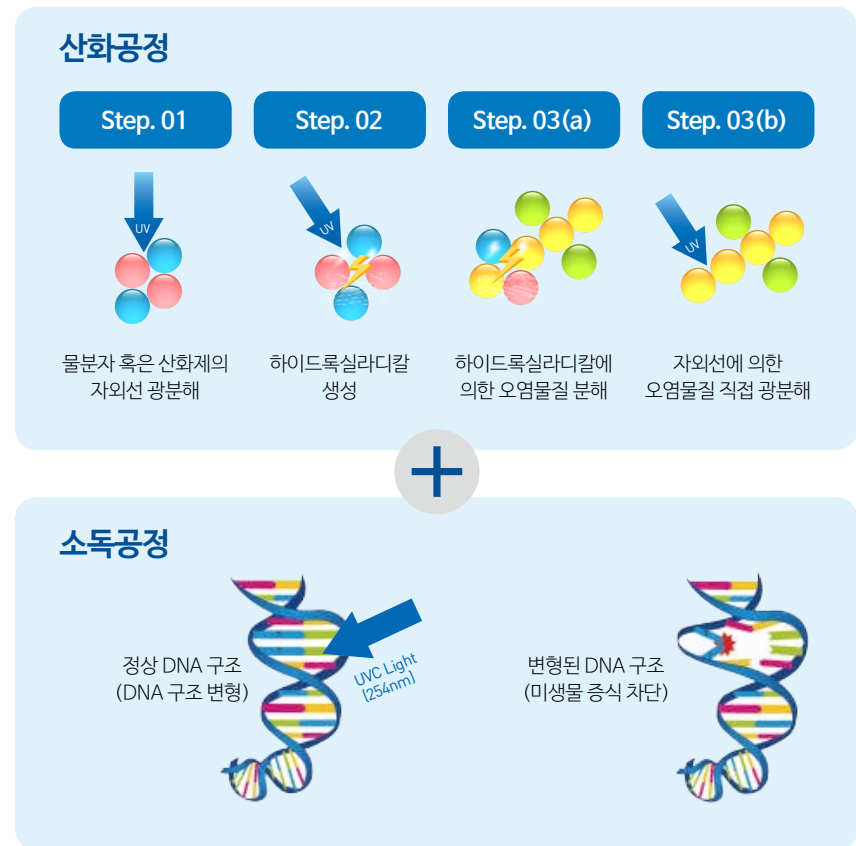 산화공정
Step. 01
Step. 02
Step. 03(a)
Step. 03(b)
UV
UV
UV
물분자 혹은 산화제의
자외선 광분해
하이드록실라디칼
생성
하이드록실라디칼에
의한 오염물질 분해
자외선에 의한
오염물질 직접 광분해
+
소독공정
정상 DNA 구조
(DNA 구조 변형)
UVC Light
(254nm)
변형된 DNA 구조
(미생물 증식 차단)